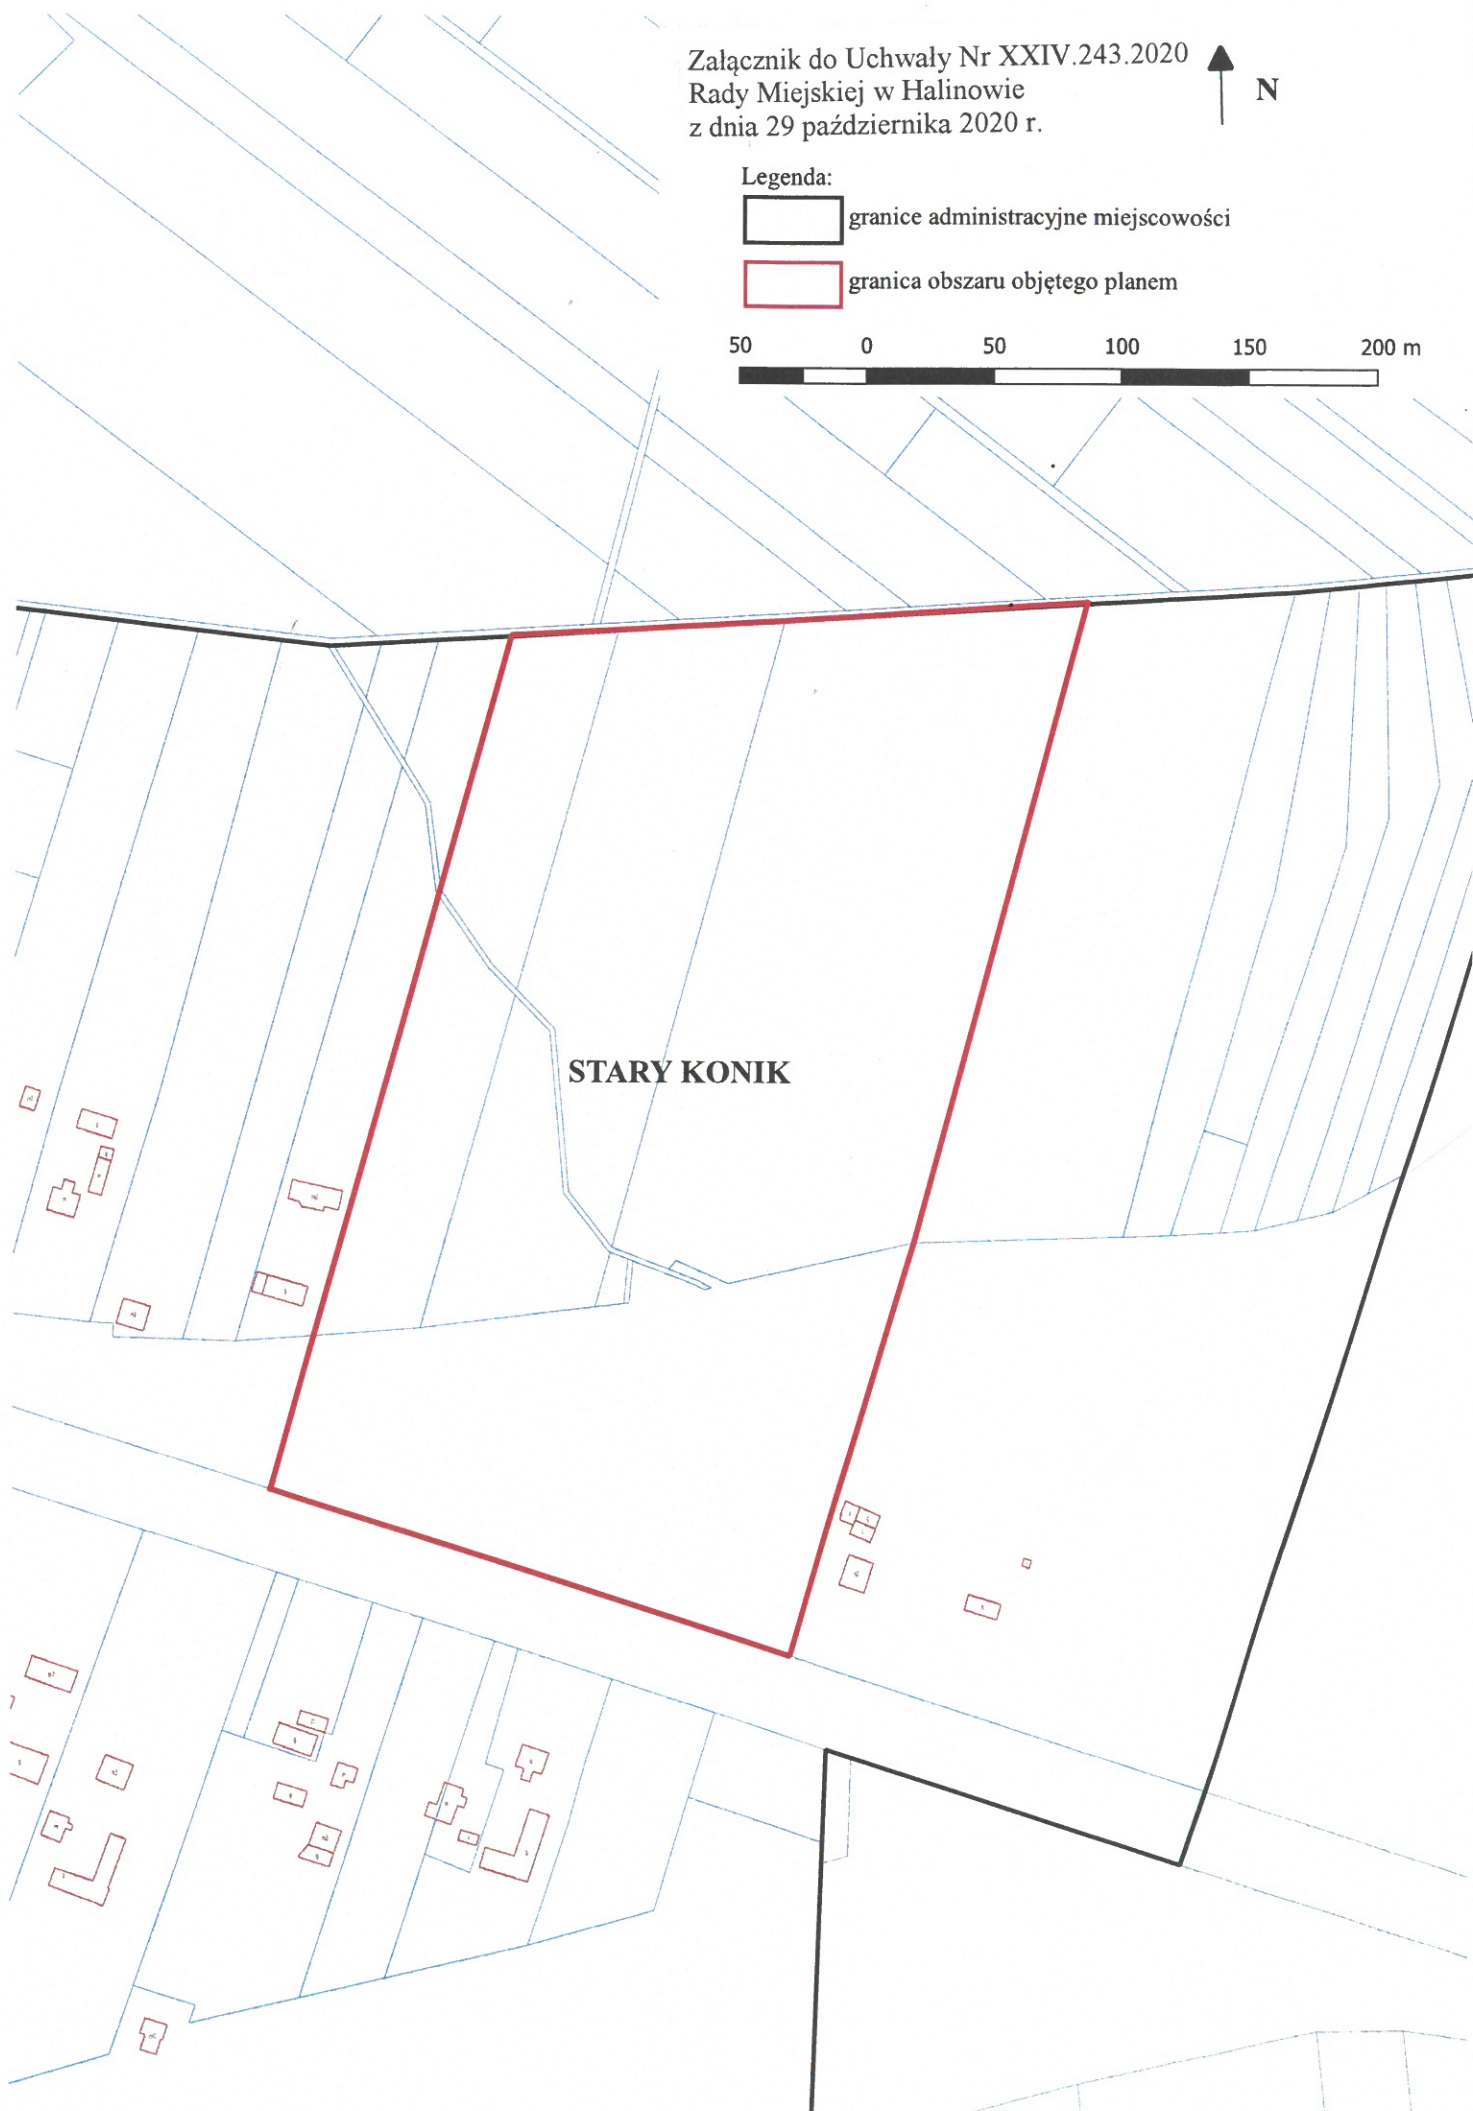 Załącznik do Uchwały Nr XXIV.243.2020
Rady Miejskiej w Halinowie
z dnia 29 października 2020 r.
N
Legenda:
granice administracyjne miejscowości
granica obszaru objętego planem
50 0 50 100 150 200 m
STARY KONIK